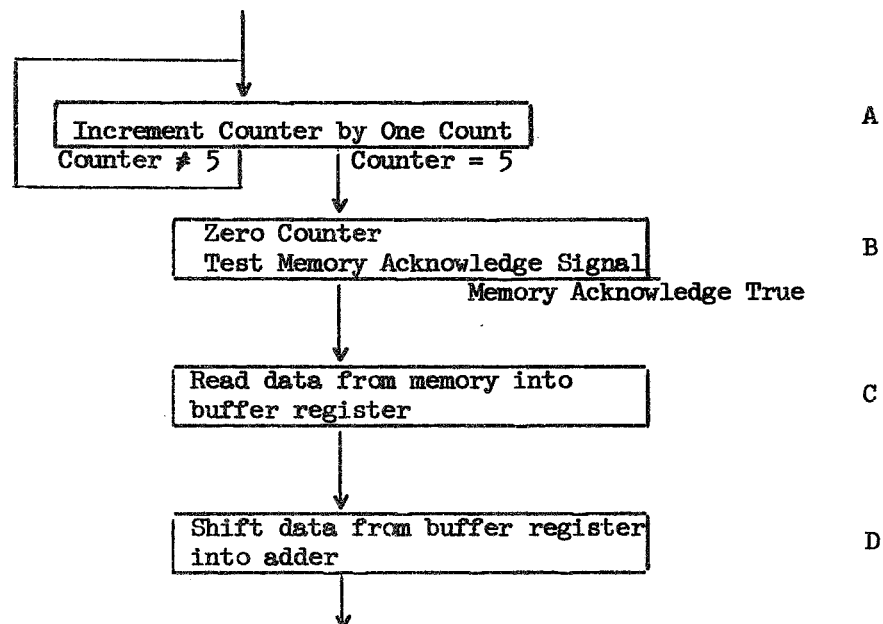 A
Increment Counter by One Count
Counter ≠ 5
Counter = 5
Zero Counter
B
Test Memory Acknowledge Signal
Memory Acknowledge True
Read data from memory into
C
buffer register
Shift data from buffer register
D
into adder